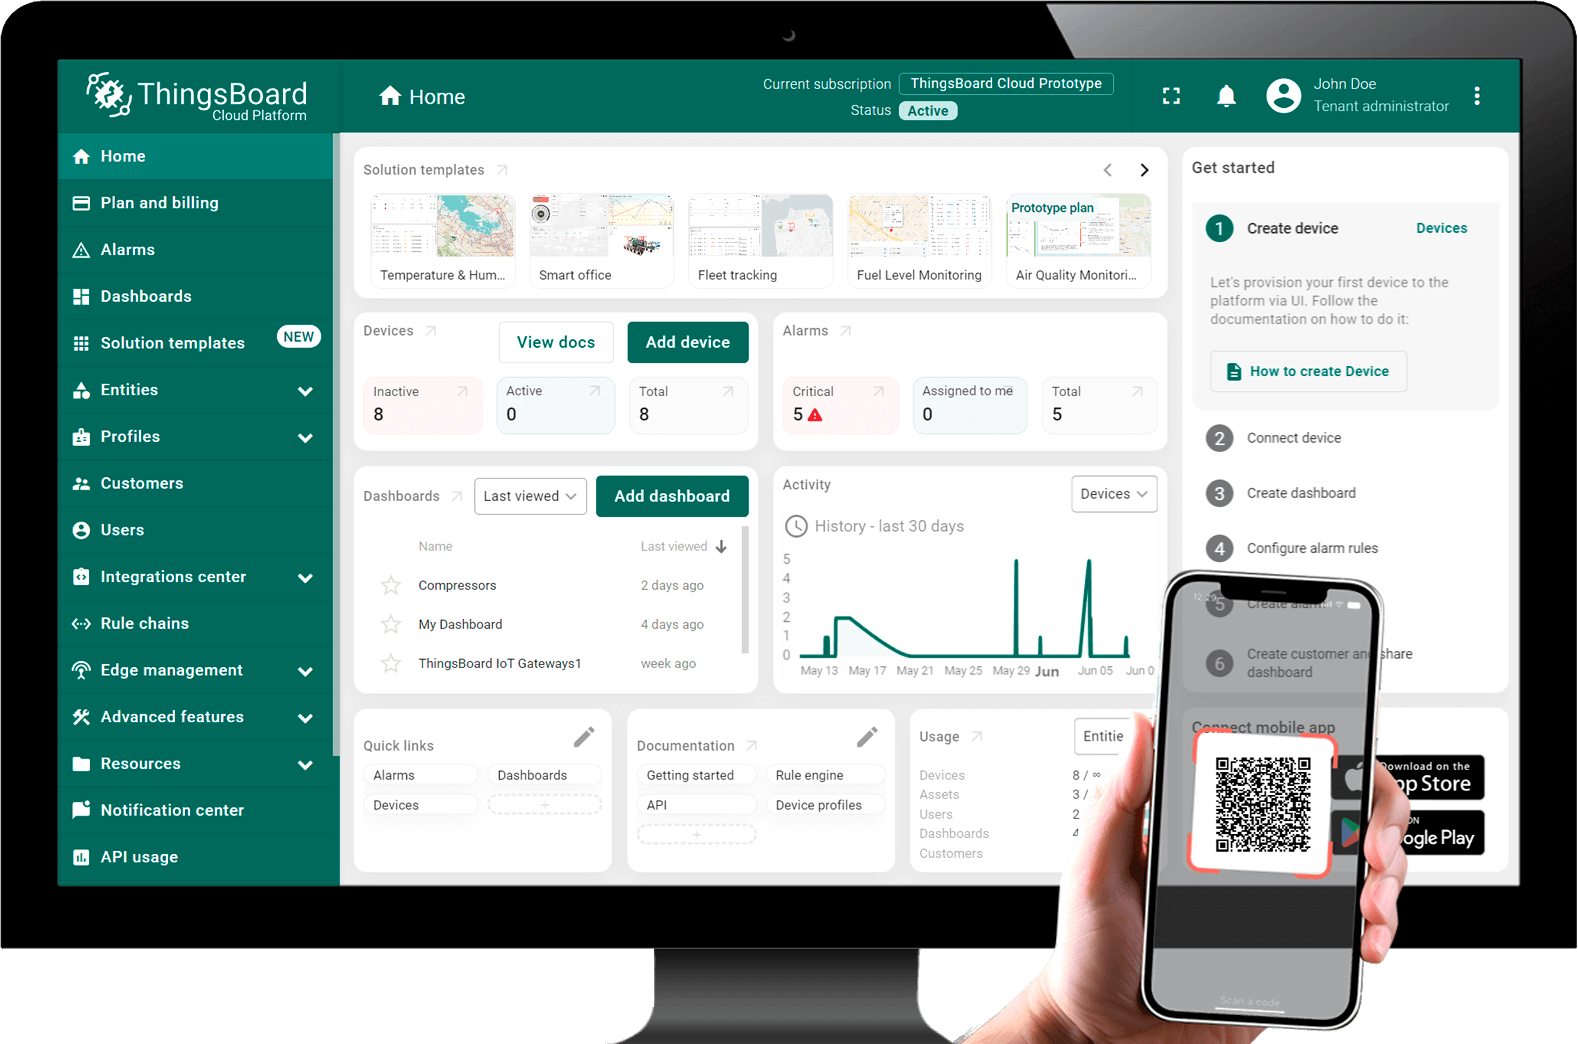 ThingsBoard
Cloud Platform
Home
Current subscription
ThingsBoard Cloud Prototype
Status
Active
John Doe
Tenant administrator
Home
Plan and billing
Alarms
Dashboards
Solution templates
NEW
Entities
Profiles
Customers
Users
Integrations center
Rule chains
Edge management
Advanced features
Resources
Notification center
API usage
Solution templates
Temperature & Hum...
Smart office
Fleet tracking
Fuel Level Monitoring
Prototype plan
Air Quality Monitori...
Devices
View docs
Add device
Inactive
8
Active
0
Total
8
Alarms
Critical
5
Assigned to me
0
Total
5
Dashboards
Last viewed
Add dashboard
Name
Last viewed
Compressors
2 days ago
My Dashboard
4 days ago
ThingsBoard IoT Gateways1
week ago
Activity
Devices
History - last 30 days
5
4
3
2
1
0
May 13 May 17 May 21 May 25 May 29 Jun Jun 05 Jun 0
Quick links
Alarms
Dashboards
Devices
+
Documentation
Getting started
Rule engine
API
Device profiles
+
Usage
Entitie
Devices
8 / ∞
Assets
3 /
Users
2
Dashboards
4
Customers
Get started
1
Create device
Devices
Let's provision your first device to the
platform via UI. Follow the
documentation on how to do it:
How to create Device
2
Connect device
3
Create dashboard
4
Configure alarm rules
12:29
5
Create alarm
6
Create customer and share
dashboard
Connect mobile app
Download on the
pp Store
ON
ogle Play
Scan a code